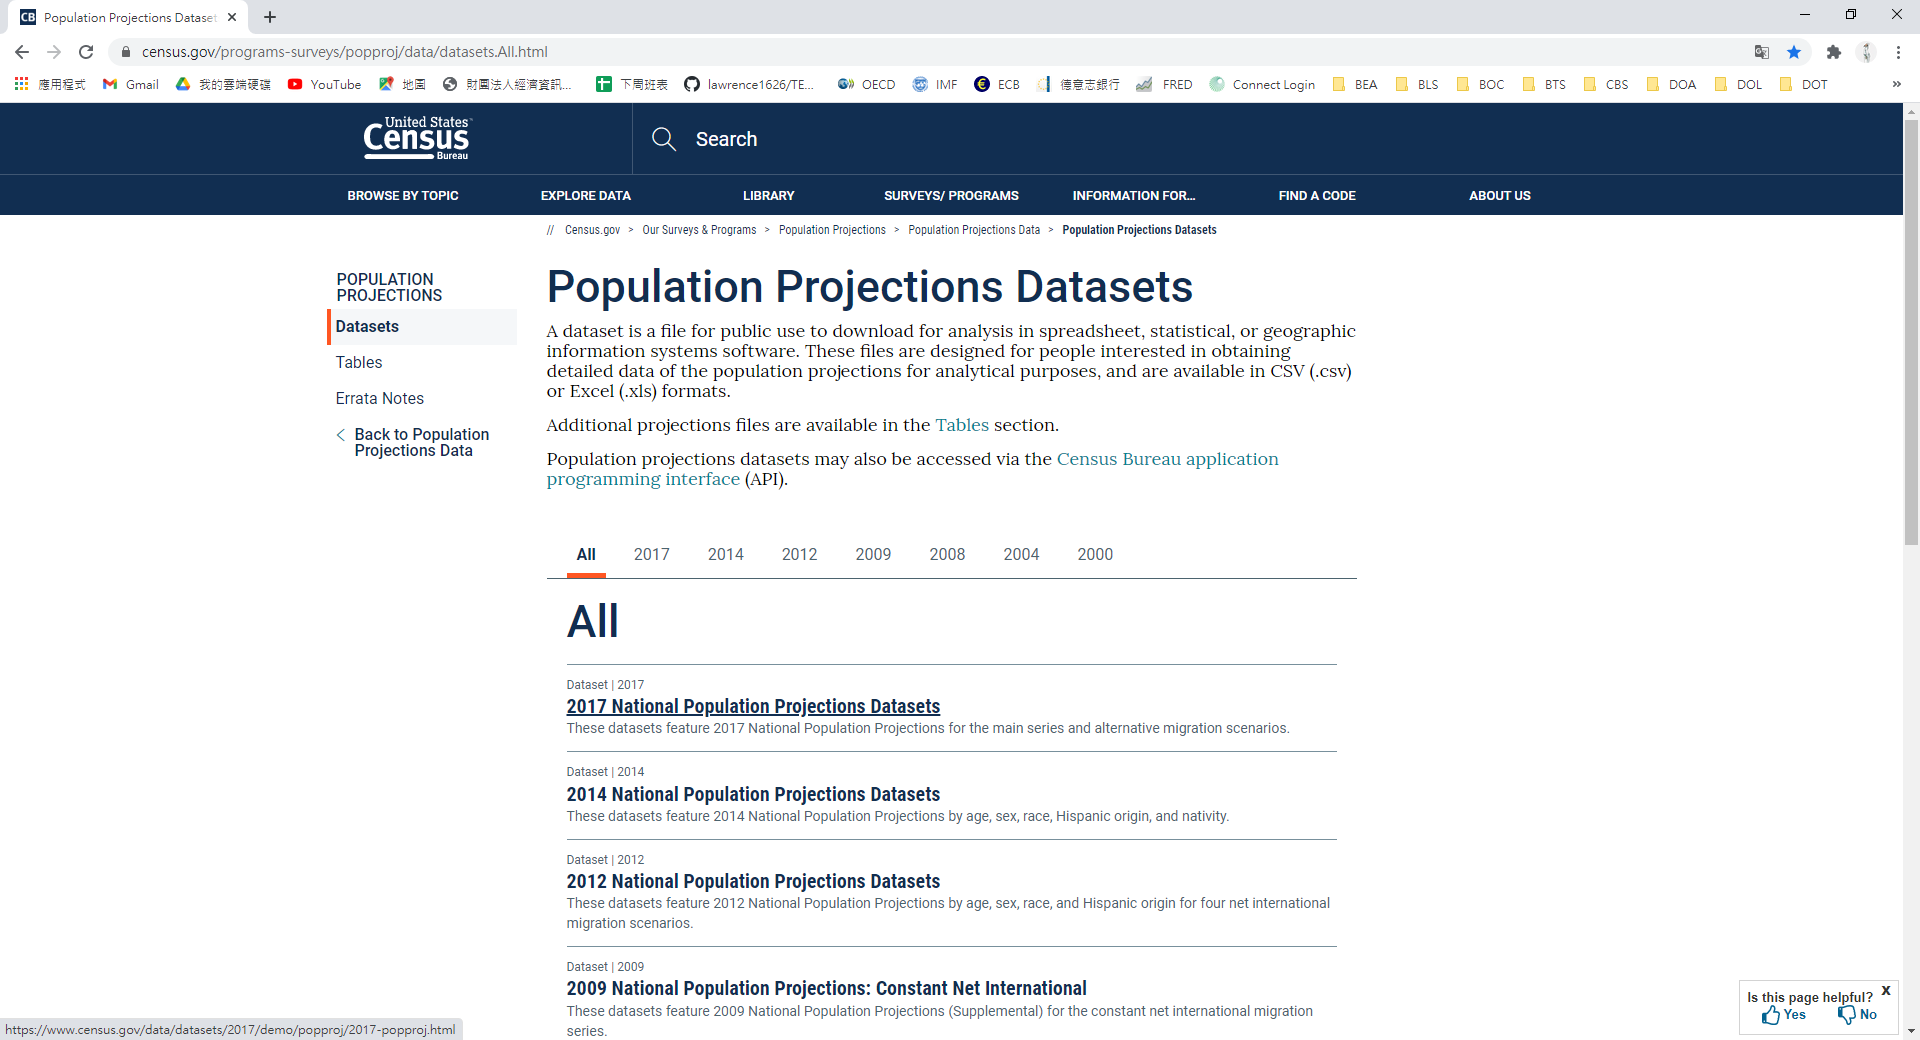 Population Projections Dataset
census.gov/programs-surveys/popproj/data/datasets.All.html
應用程式 Gmail 我的雲端硬碟 YouTube 地圖 財團法人經濟資訊... 下周班表 lawrence1626/TE... OECD IMF ECB 德意志銀行 FRED Connect Login BEA BLS BOC BTS CBS DOA DOL DOT »
United States
Census
Bureau
Search
BROWSE BY TOPIC EXPLORE DATA LIBRARY SURVEYS/ PROGRAMS INFORMATION FOR... FIND A CODE ABOUT US
// Census.gov > Our Surveys & Programs > Population Projections > Population Projections Data > Population Projections Datasets
POPULATION
PROJECTIONS
Datasets
Tables
Errata Notes
Back to Population
Projections Data
Population Projections Datasets
A dataset is a file for public use to download for analysis in spreadsheet, statistical, or geographic
information systems software. These files are designed for people interested in obtaining
detailed data of the population projections for analytical purposes, and are available in CSV (.csv)
or Excel (.xls) formats.
Additional projections files are available in the Tables section.
Population projections datasets may also be accessed via the Census Bureau application
programming interface (API).
All 2017 2014 2012 2009 2008 2004 2000
All
Dataset | 2017
2017 National Population Projections Datasets
These datasets feature 2017 National Population Projections for the main series and alternative migration scenarios.
Dataset | 2014
2014 National Population Projections Datasets
These datasets feature 2014 National Population Projections by age, sex, race, Hispanic origin, and nativity.
Dataset | 2012
2012 National Population Projections Datasets
These datasets feature 2012 National Population Projections by age, sex, race, and Hispanic origin for four net international
migration scenarios.
Dataset | 2009
2009 National Population Projections: Constant Net International
These datasets feature 2009 National Population Projections (Supplemental) for the constant net international migration
series.
Is this page helpful? X
Yes No
https://www.census.gov/data/datasets/2017/demo/popproj/2017-popproj.html